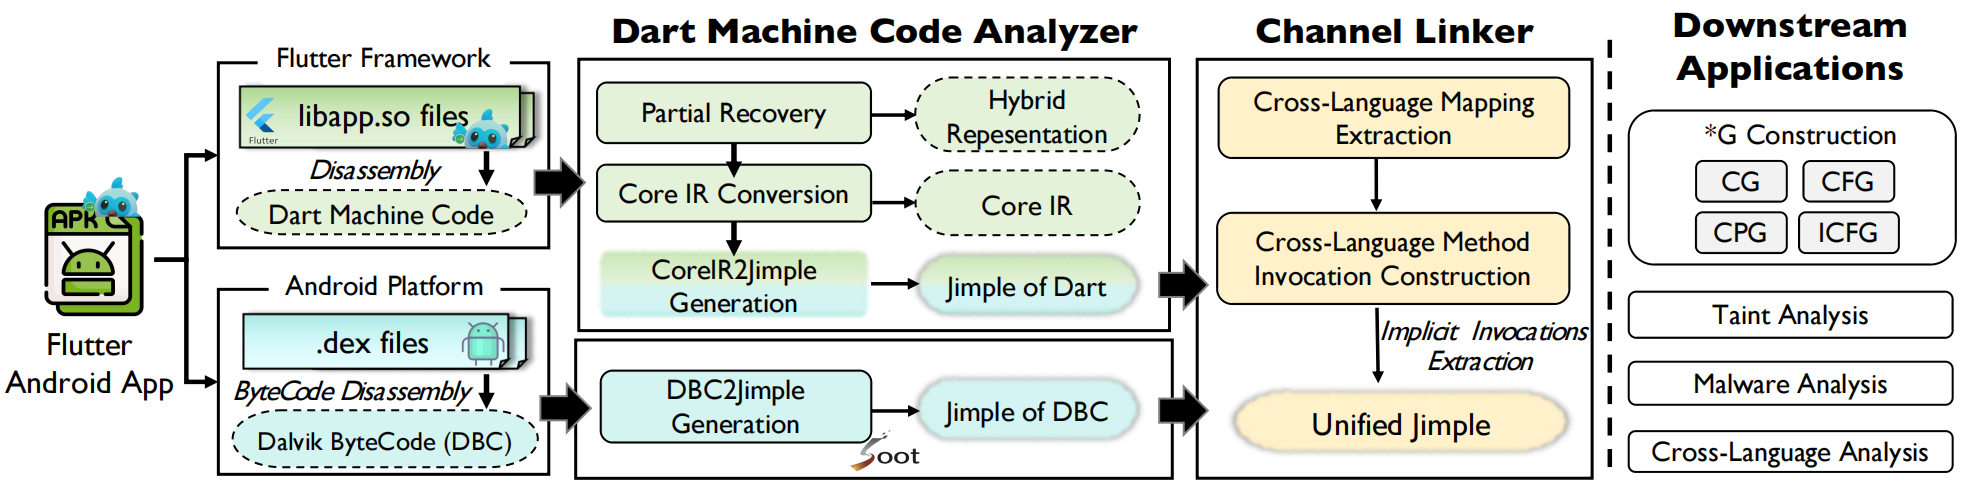 Flutter
Android App
APK
Flutter Framework
libapp.so files
Flutter
Disassembly
Dart Machine Code
Android Platform
.dex files
ByteCode Disassembly
Dalvik ByteCode (DBC)
Dart Machine Code Analyzer
Partial Recovery
Hybrid
Repesentation
Core IR Conversion
Core IR
CoreIR2Jimple
Generation
Jimple of Dart
DBC2Jimple
Generation
Jimple of DBC
Soot
Channel Linker
Cross-Language Mapping
Extraction
Cross-Language Method
Invocation Construction
Implicit Invocations
Extraction
Unified Jimple
Downstream
Applications
*G Construction
CG
CFG
CPG
ICFG
Taint Analysis
Malware Analysis
Cross-Language Analysis